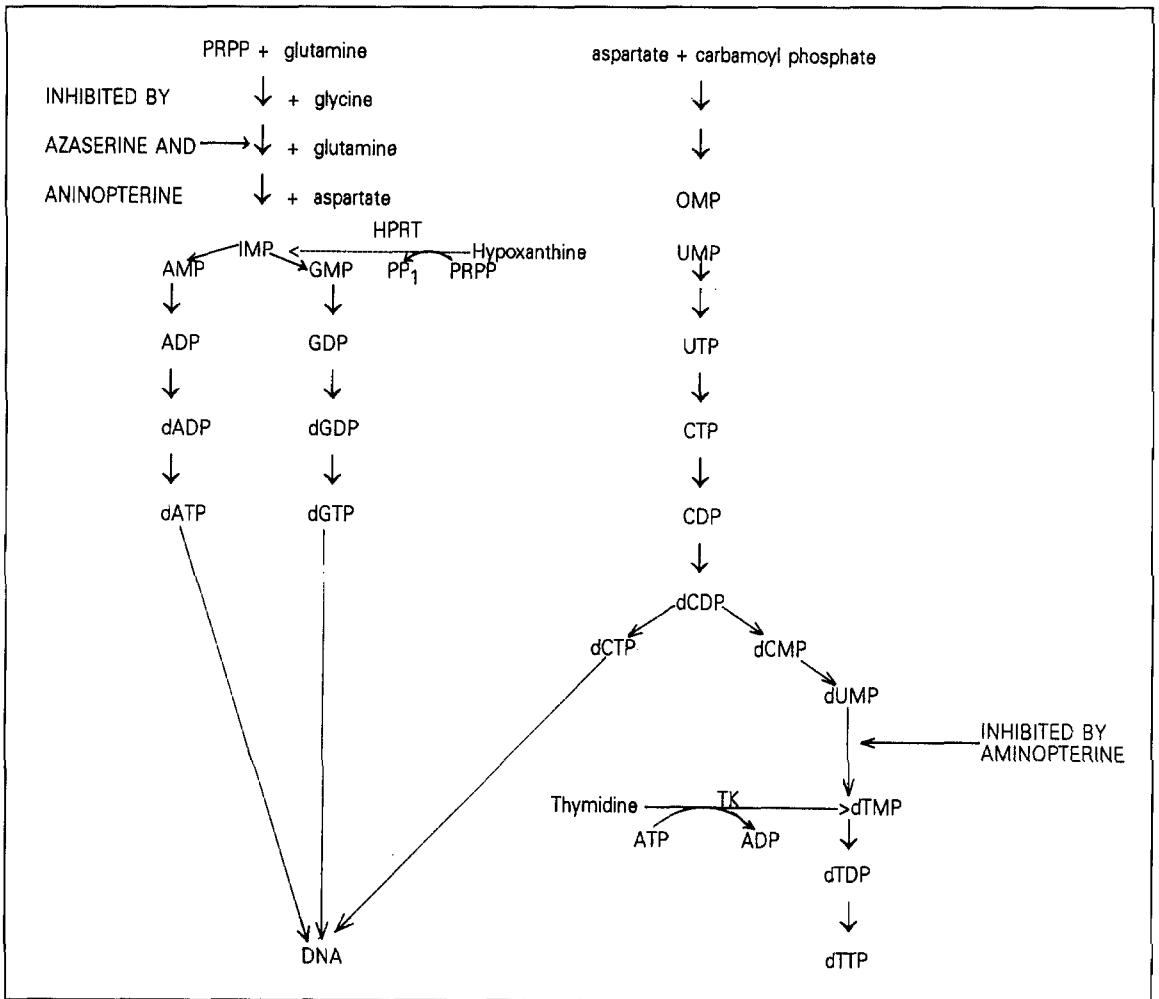 PRPP + glutamine
INHIBITED BY
+ glycine
AZASERINE AND
+ glutamine
ANINOPTERINE
+ aspartate
HPRT
IMP
Hypoxanthine
AMP
GMP
PP1
PRPP
ADP
GDP
dADP
dGDP
dATP
dGTP
aspartate + carbamoyl phosphate
OMP
UMP
UTP
CTP
CDP
dCDP
dCTP
dCMP
dUMP
INHIBITED BY
AMINOPTERINE
Thymidine
TK
dTMP
ATP
ADP
dTDP
dTTP
DNA